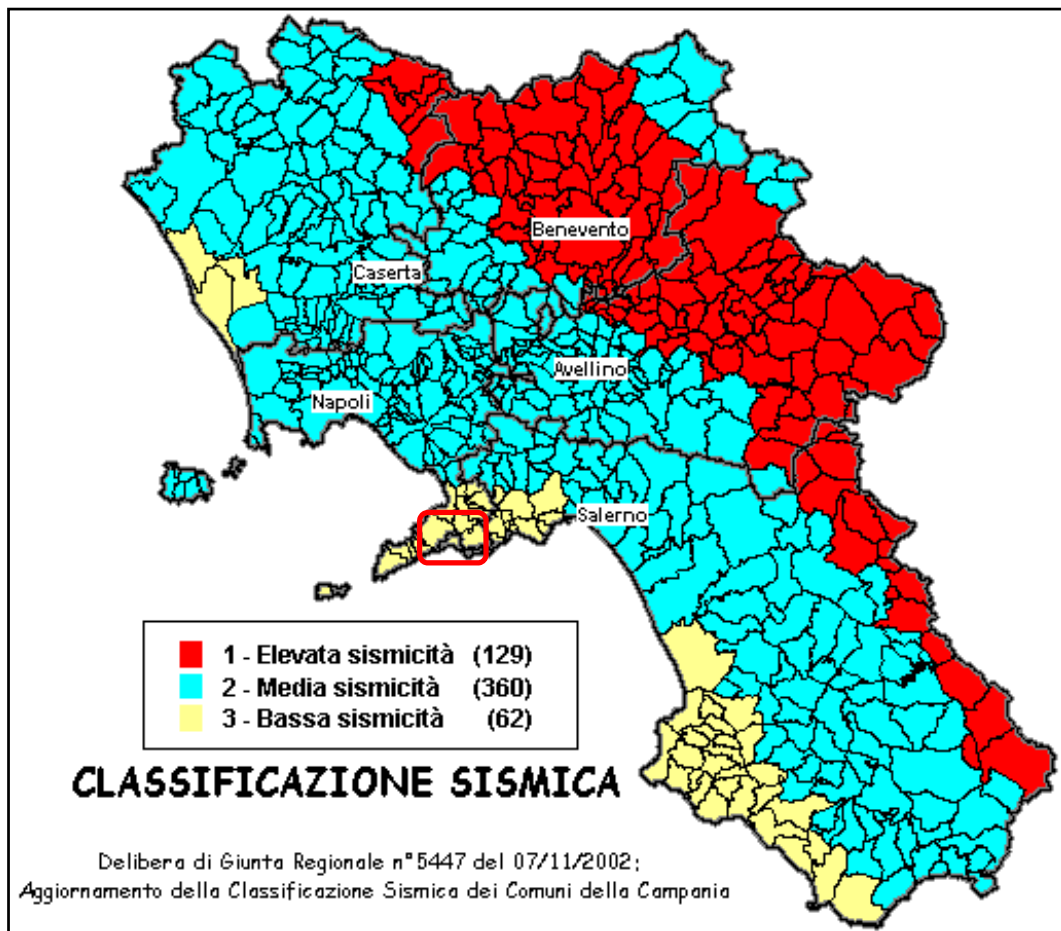 Benevento
Caserta
Avellino
Napoli
Salerno
1 - Elevata sismicità (129)
2 - Media sismicità (360)
3 - Bassa sismicità (62)
CLASSIFICAZIONE SISMICA
Delibera di Giunta Regionale n°5447 del 07/11/2002;
Aggiornamento della Classificazione Sismica dei Comuni della Campania